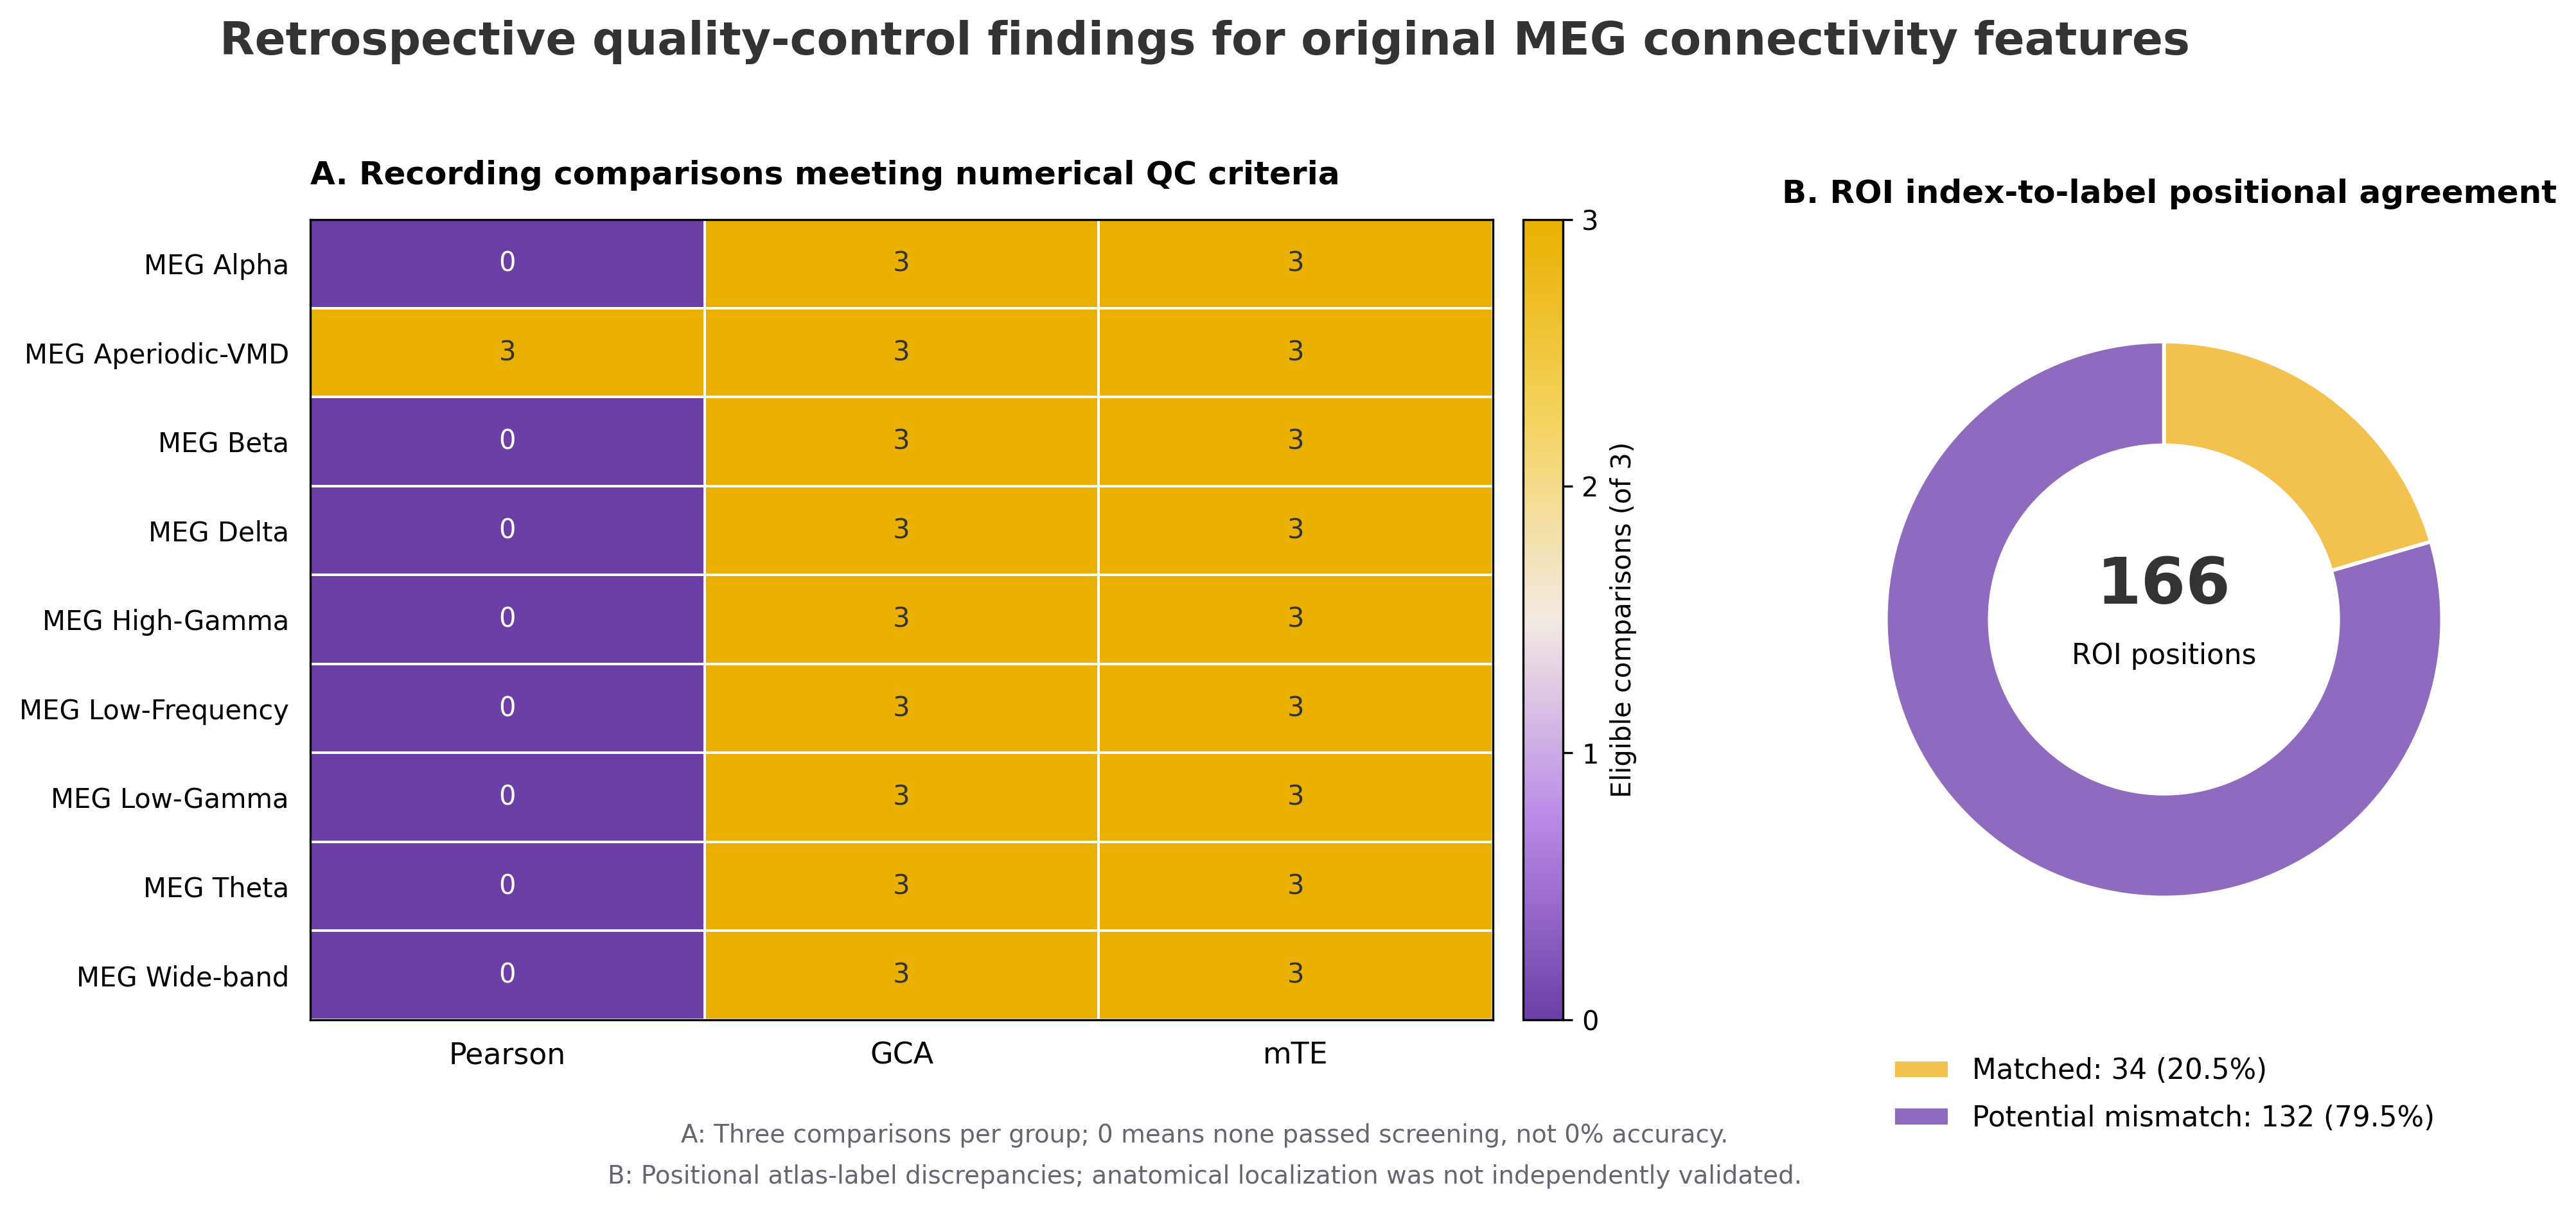 Retrospective quality-control findings for original MEG connectivity features
A. Recording comparisons meeting numerical QC criteria
MEG Alpha 0 3 3
MEG Aperiodic-VMD 3 3 3
MEG Beta 0 3 3
MEG Delta 0 3 3
MEG High-Gamma 0 3 3
MEG Low-Frequency 0 3 3
MEG Low-Gamma 0 3 3
MEG Theta 0 3 3
MEG Wide-band 0 3 3
Pearson GCA mTE
3
2
1
0
Eligible comparisons (of 3)
B. ROI index-to-label positional agreement
166
ROI positions
Matched: 34 (20.5%)
Potential mismatch: 132 (79.5%)
A: Three comparisons per group; 0 means none passed screening, not 0% accuracy.
B: Positional atlas-label discrepancies; anatomical localization was not independently validated.